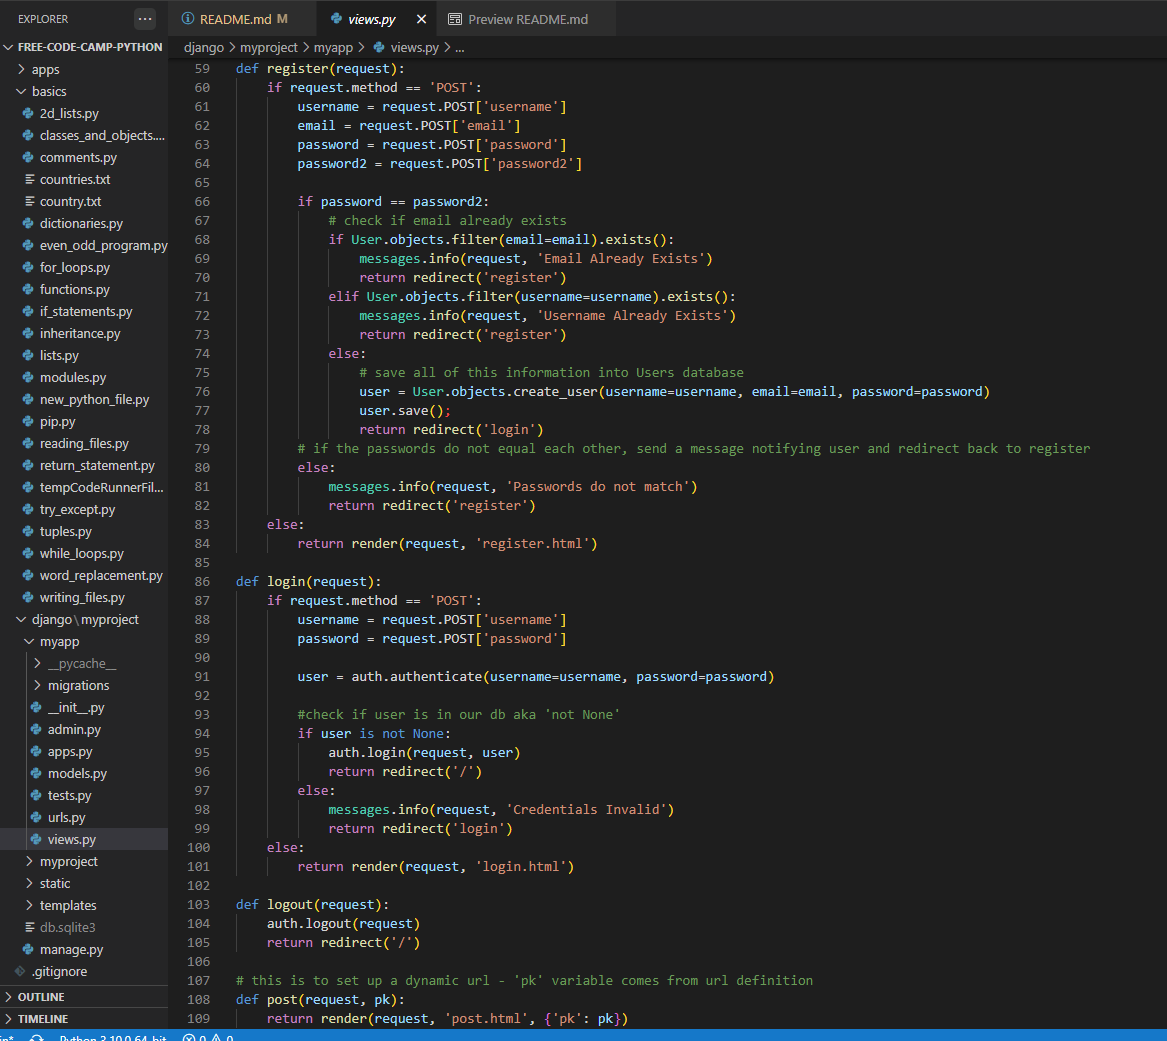 EXPLORER
...
README.md M
views.py
Preview README.md
FREE-CODE-CAMP-PYTHON
django > myproject > myapp > views.py > ...
apps
basics
2d_lists.py
classes_and_objects....
comments.py
countries.txt
country.txt
dictionaries.py
even_odd_program.py
for_loops.py
functions.py
if_statements.py
inheritance.py
lists.py
modules.py
new_python_file.py
pip.py
reading_files.py
return_statement.py
tempCodeRunnerFil...
try_except.py
tuples.py
while_loops.py
word_replacement.py
writing_files.py
django\myproject
myapp
__pycache__
migrations
__init__.py
admin.py
apps.py
models.py
tests.py
urls.py
views.py
myproject
static
templates
db.sqlite3
manage.py
.gitignore
OUTLINE
TIMELINE
59 def register(request):
60     if request.method == 'POST':
61         username = request.POST['username']
62         email = request.POST['email']
63         password = request.POST['password']
64         password2 = request.POST['password2']
65
66         if password == password2:
67             # check if email already exists
68             if User.objects.filter(email=email).exists():
69                 messages.info(request, 'Email Already Exists')
70                 return redirect('register')
71             elif User.objects.filter(username=username).exists():
72                 messages.info(request, 'Username Already Exists')
73                 return redirect('register')
74             else:
75                 # save all of this information into Users database
76                 user = User.objects.create_user(username=username, email=email, password=password)
77                 user.save();
78                 return redirect('login')
79         # if the passwords do not equal each other, send a message notifying user and redirect back to register
80         else:
81             messages.info(request, 'Passwords do not match')
82             return redirect('register')
83     else:
84         return render(request, 'register.html')
85
86 def login(request):
87     if request.method == 'POST':
88         username = request.POST['username']
89         password = request.POST['password']
90
91         user = auth.authenticate(username=username, password=password)
92
93         #check if user is in our db aka 'not None'
94         if user is not None:
95             auth.login(request, user)
96             return redirect('/')
97         else:
98             messages.info(request, 'Credentials Invalid')
99             return redirect('login')
100     else:
101         return render(request, 'login.html')
102
103 def logout(request):
104     auth.logout(request)
105     return redirect('/')
106
107 # this is to set up a dynamic url - 'pk' variable comes from url definition
108 def post(request, pk):
109     return render(request, 'post.html', {'pk': pk})
Python 3.10.0 64-bit 0 0